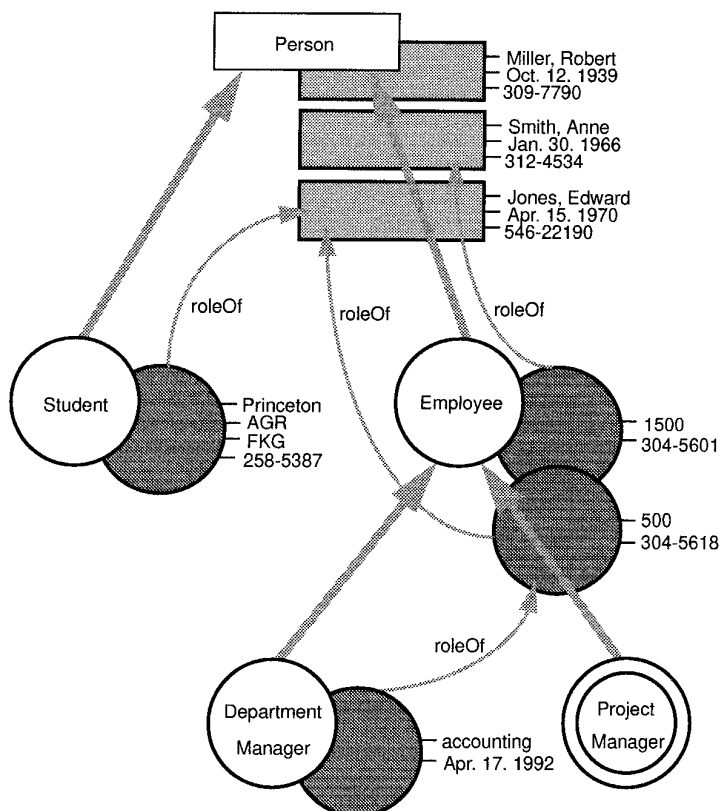 Person
Miller, Robert
Oct. 12. 1939
309-7790
Smith, Anne
Jan. 30. 1966
312-4534
Jones, Edward
Apr. 15. 1970
546-22190
roleOf
roleOf
roleOf
Student
Princeton
AGR
FKG
258-5387
Employee
1500
304-5601
500
304-5618
roleOf
Department
Manager
accounting
Apr. 17. 1992
Project
Manager